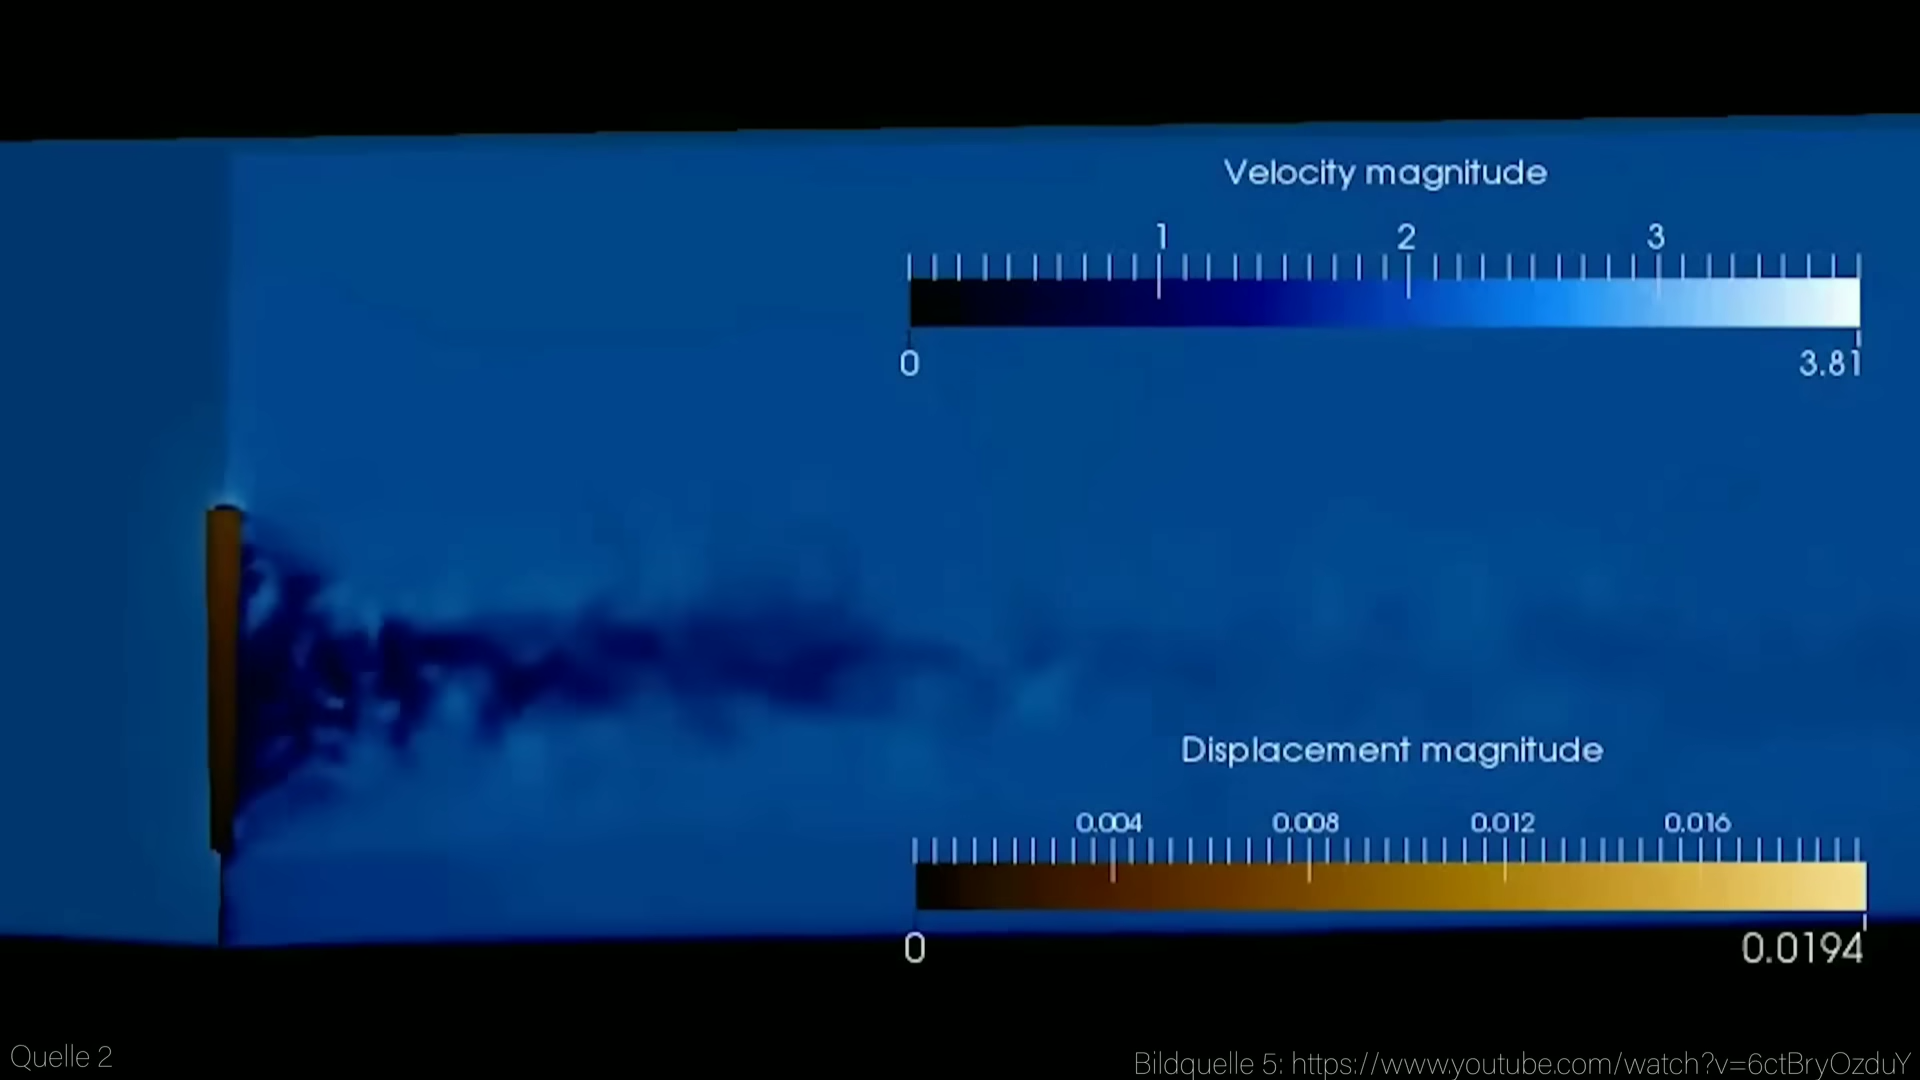 Velocity magnitude
1 2 3
0 3.81
Displacement magnitude
0.004 0.008 0.012 0.016
0 0.0194
Quelle 2
Bildquelle 5: https://www.youtube.com/watch?v=6ctBryOzduY